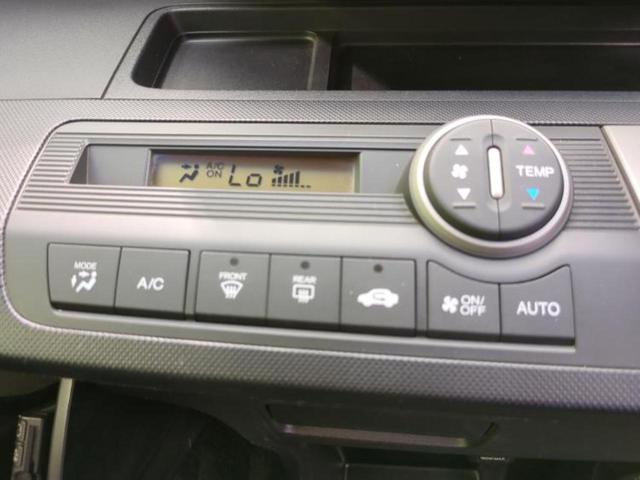 A/C
ON
Lo
TEMP
MODE
A/C
FRONT
REAR
ON/
OFF
AUTO